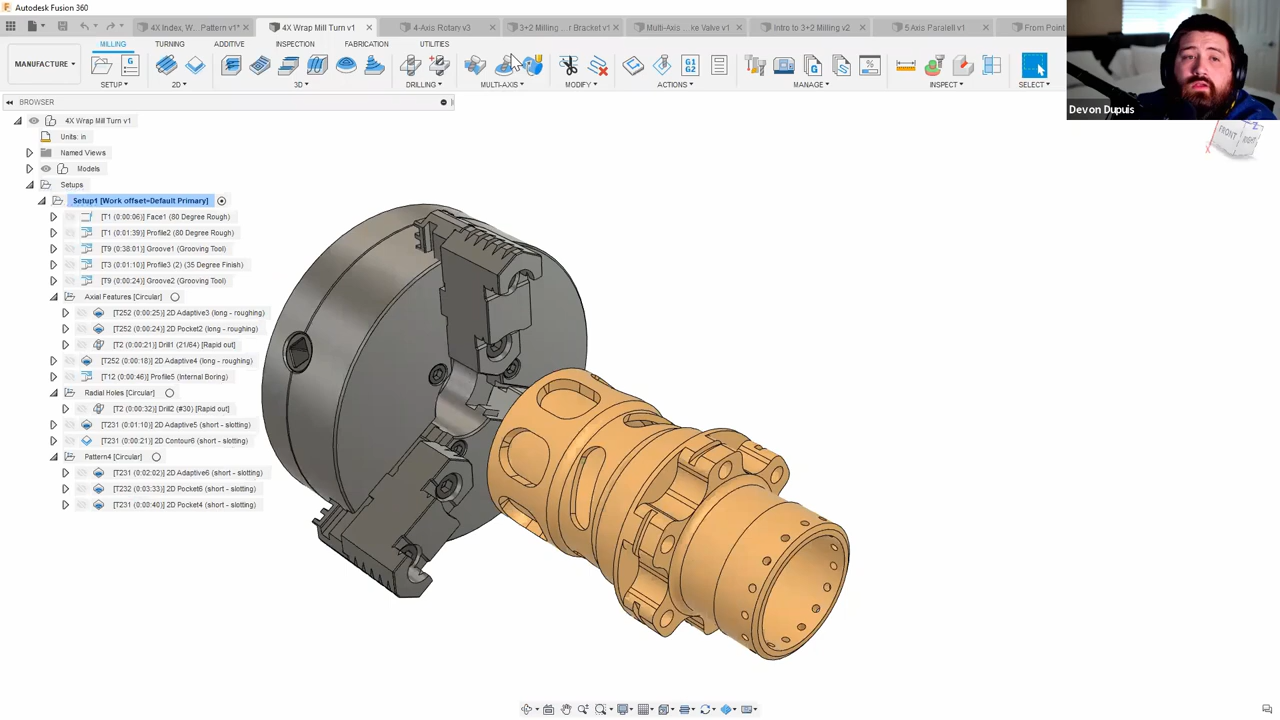 Autodesk Fusion 360
4X Index, W... Pattern v1*
4X Wrap Mill Turn v1
4-Axis Rotary v3
3+2 Milling ... r Bracket v1
Multi-Axis ... ke Valve v1
Intro to 3+2 Milling v2
5 Axis Parallel v1
From Point
MANUFACTURE
MILLING
TURNING
ADDITIVE
INSPECTION
FABRICATION
UTILITIES
SETUP
2D
3D
DRILLING
MULTI-AXIS
MODIFY
ACTIONS
MANAGE
INSPECT
SELECT
G1
G2
Devon Dupuis
FRONT
RIGHT
Z
X
BROWSER
4X Wrap Mill Turn v1
Units: in
Named Views
Models
Setups
Setup1 [Work offset=Default Primary]
[T1 (0:00:06)] Face1 (80 Degree Rough)
[T1 (0:01:39)] Profile2 (80 Degree Rough)
[T9 (0:38:01)] Groove1 (Grooving Tool)
[T3 (0:01:10)] Profile3 (2) (35 Degree Finish)
[T9 (0:00:24)] Groove2 (Grooving Tool)
Axial Features [Circular]
[T252 (0:00:25)] 2D Adaptive3 (long - roughing)
[T252 (0:00:24)] 2D Pocket2 (long - roughing)
[T2 (0:00:21)] Drill1 (21/64) [Rapid out]
[T252 (0:00:18)] 2D Adaptive4 (long - roughing)
[T12 (0:00:46)] Profile5 (Internal Boring)
Radial Holes [Circular]
[T2 (0:00:32)] Drill2 (#30) [Rapid out]
[T231 (0:01:10)] 2D Adaptive5 (short - slotting)
[T231 (0:00:21)] 2D Contour6 (short - slotting)
Pattern4 [Circular]
[T231 (0:02:02)] 2D Adaptive6 (short - slotting)
[T232 (0:03:33)] 2D Pocket6 (short - slotting)
[T231 (0:00:40)] 2D Pocket4 (short - slotting)